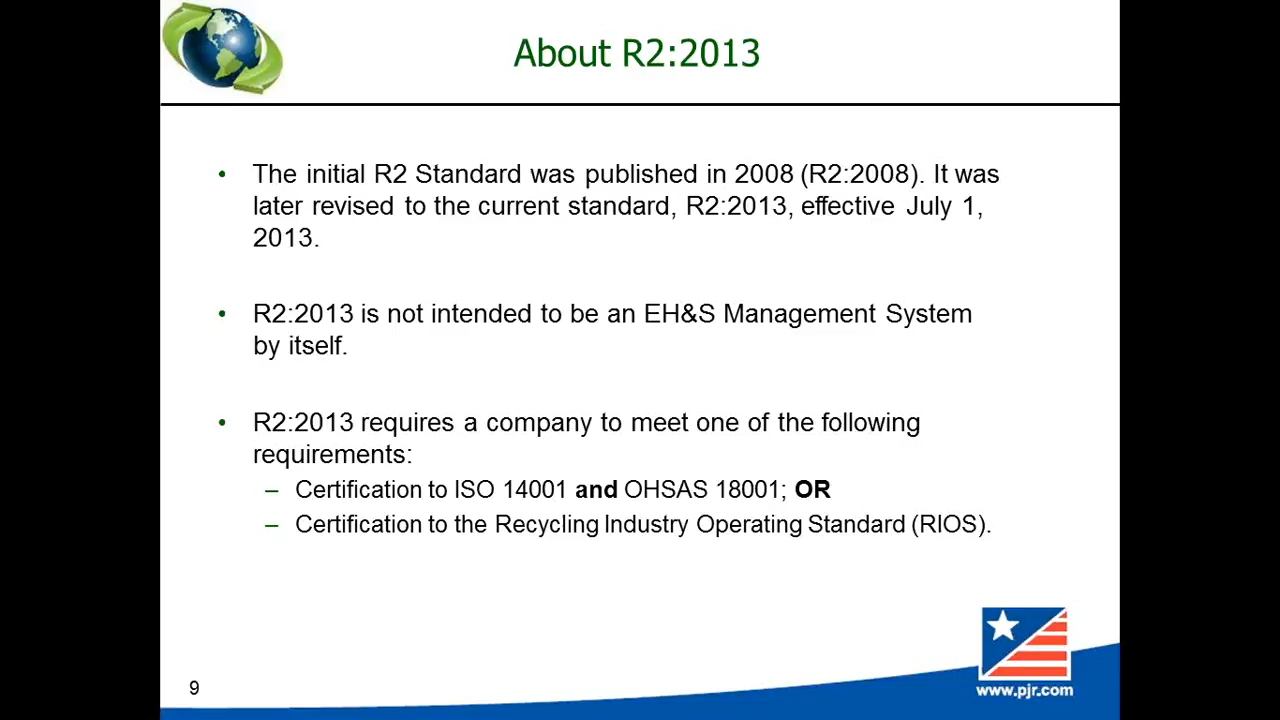 About R2:2013
• The initial R2 Standard was published in 2008 (R2:2008). It was
later revised to the current standard, R2:2013, effective July 1,
2013.
• R2:2013 is not intended to be an EH&S Management System
by itself.
• R2:2013 requires a company to meet one of the following
requirements:
– Certification to ISO 14001 and OHSAS 18001; OR
– Certification to the Recycling Industry Operating Standard (RIOS).
9
www.pjr.com